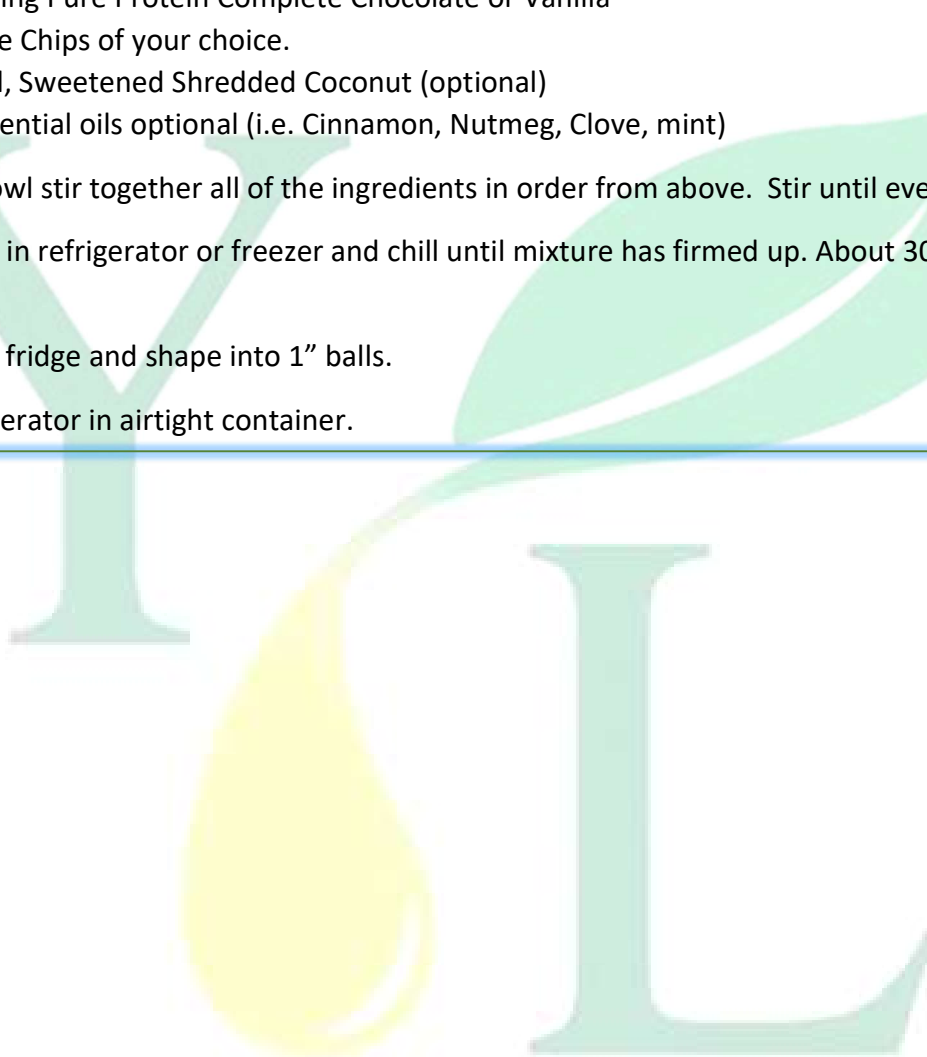 ing Pure Protein Complete Chocolate or Vanilla
e Chips of your choice.
l, Sweetened Shredded Coconut (optional)
ential oils optional (i.e. Cinnamon, Nutmeg, Clove, mint)
owl stir together all of the ingredients in order from above.  Stir until eve
in refrigerator or freezer and chill until mixture has firmed up. About 30
fridge and shape into 1” balls.
erator in airtight container.
Y
L